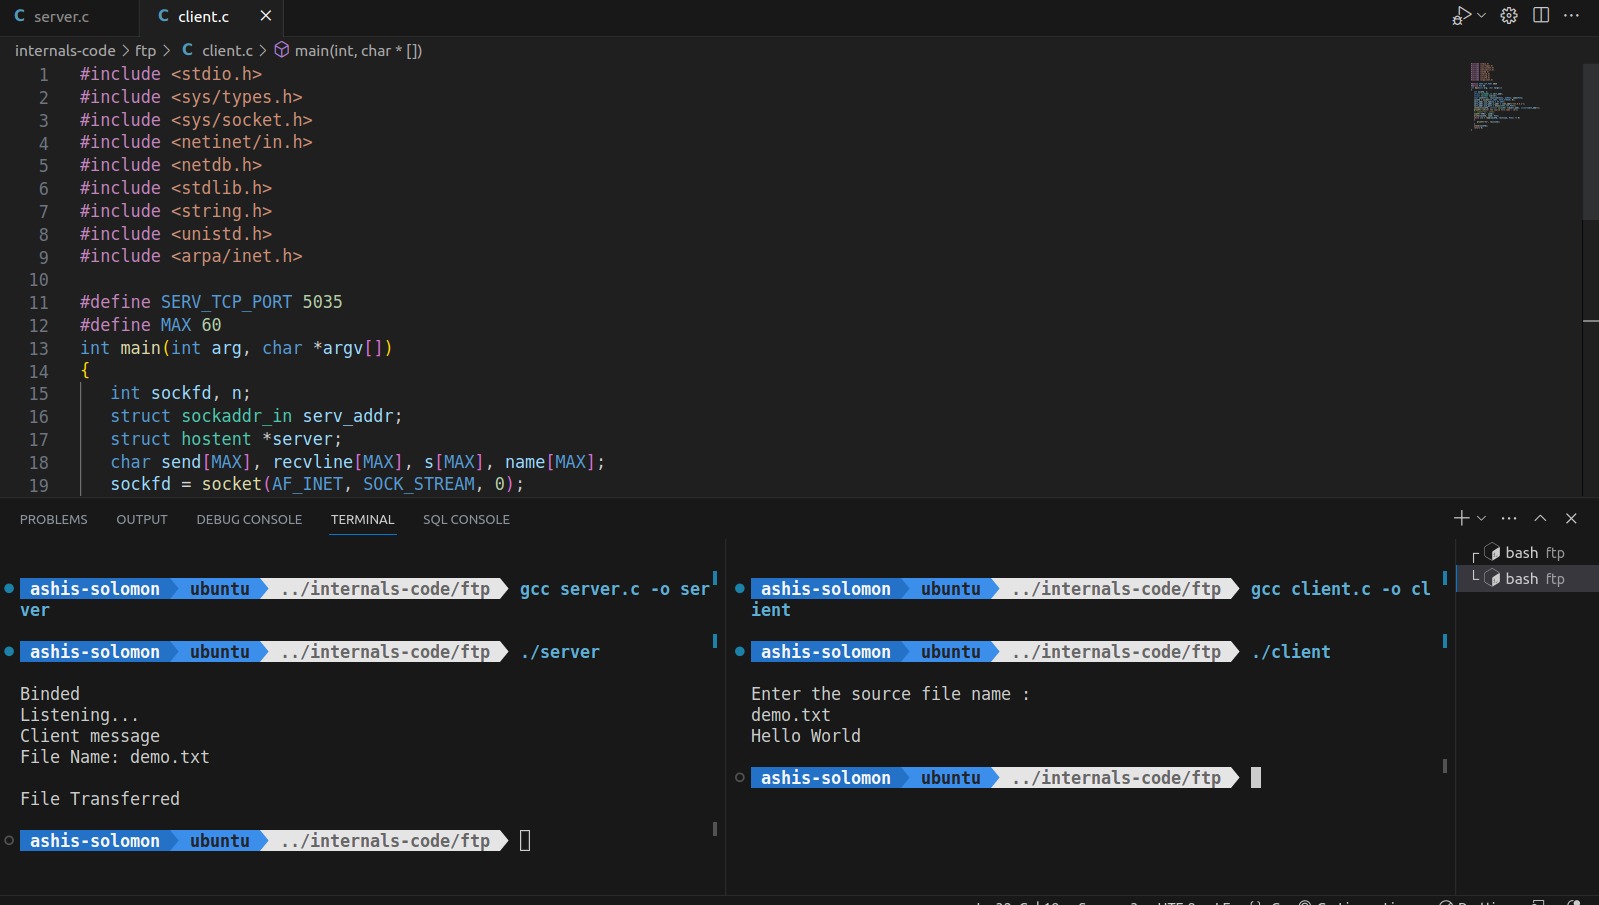 server.c
client.c
internals-code > ftp > client.c > main(int, char * [])
1 #include <stdio.h>
2 #include <sys/types.h>
3 #include <sys/socket.h>
4 #include <netinet/in.h>
5 #include <netdb.h>
6 #include <stdlib.h>
7 #include <string.h>
8 #include <unistd.h>
9 #include <arpa/inet.h>
10
11 #define SERV_TCP_PORT 5035
12 #define MAX 60
13 int main(int arg, char *argv[])
14 {
15 int sockfd, n;
16 struct sockaddr_in serv_addr;
17 struct hostent *server;
18 char send[MAX], recvline[MAX], s[MAX], name[MAX];
19 sockfd = socket(AF_INET, SOCK_STREAM, 0);
PROBLEMS OUTPUT DEBUG CONSOLE TERMINAL SQL CONSOLE
ashis-solomon ubuntu ../internals-code/ftp gcc server.c -o ser
ver
ashis-solomon ubuntu ../internals-code/ftp ./server
Binded
Listening...
Client message
File Name: demo.txt
File Transferred
ashis-solomon ubuntu ../internals-code/ftp
ashis-solomon ubuntu ../internals-code/ftp gcc client.c -o cl
ient
ashis-solomon ubuntu ../internals-code/ftp ./client
Enter the source file name :
demo.txt
Hello World
ashis-solomon ubuntu ../internals-code/ftp
bash ftp
bash ftp